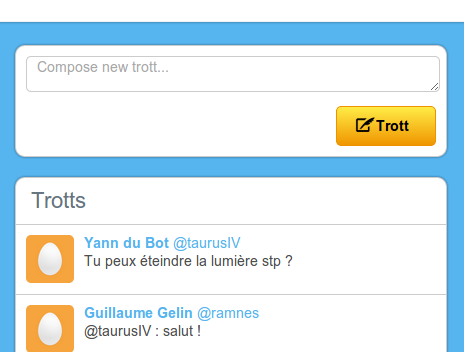 Compose new trott...
Trott
Trotts
Yann du Bot @taurusIV
Tu peux éteindre la lumière stp ?
Guillaume Gelin @ramnes
@taurusIV : salut !